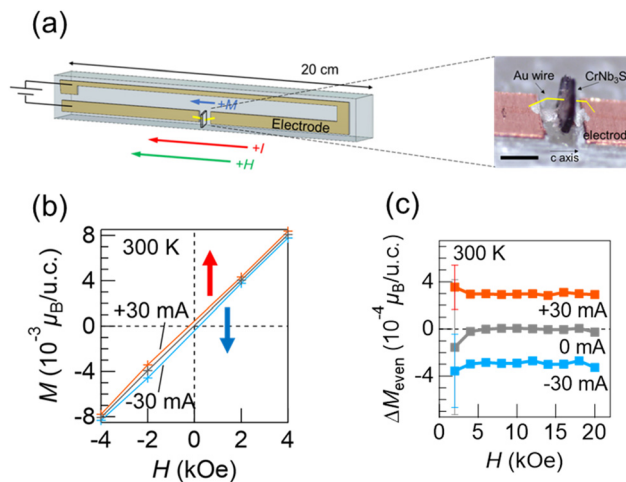 (a)
20 cm
+M
Electrode
+I
+H
Au wire
CrNb3S
electrode
c axis
(b)
M (10⁻³ μB/u.c.)
8
4
0
-4
-8
300 K
+30 mA
-30 mA
-4 -2 0 2 4
H (kOe)
(c)
ΔMeven (10⁻⁴ μB/u.c.)
4
0
-4
300 K
+30 mA
0 mA
-30 mA
0 5 10 15 20
H (kOe)